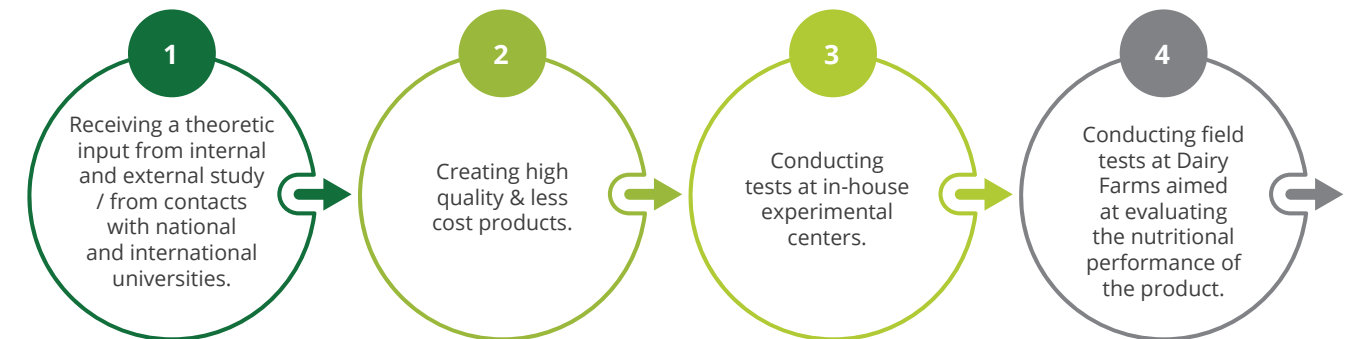 1
Receiving a theoretic
input from internal
and external study
/ from contacts
with national
and international
universities.
2
Creating high
quality & less
cost products.
3
Conducting
tests at in-house
experimental
centers.
4
Conducting field
tests at Dairy
Farms aimed
at evaluating
the nutritional
performance of
the product.